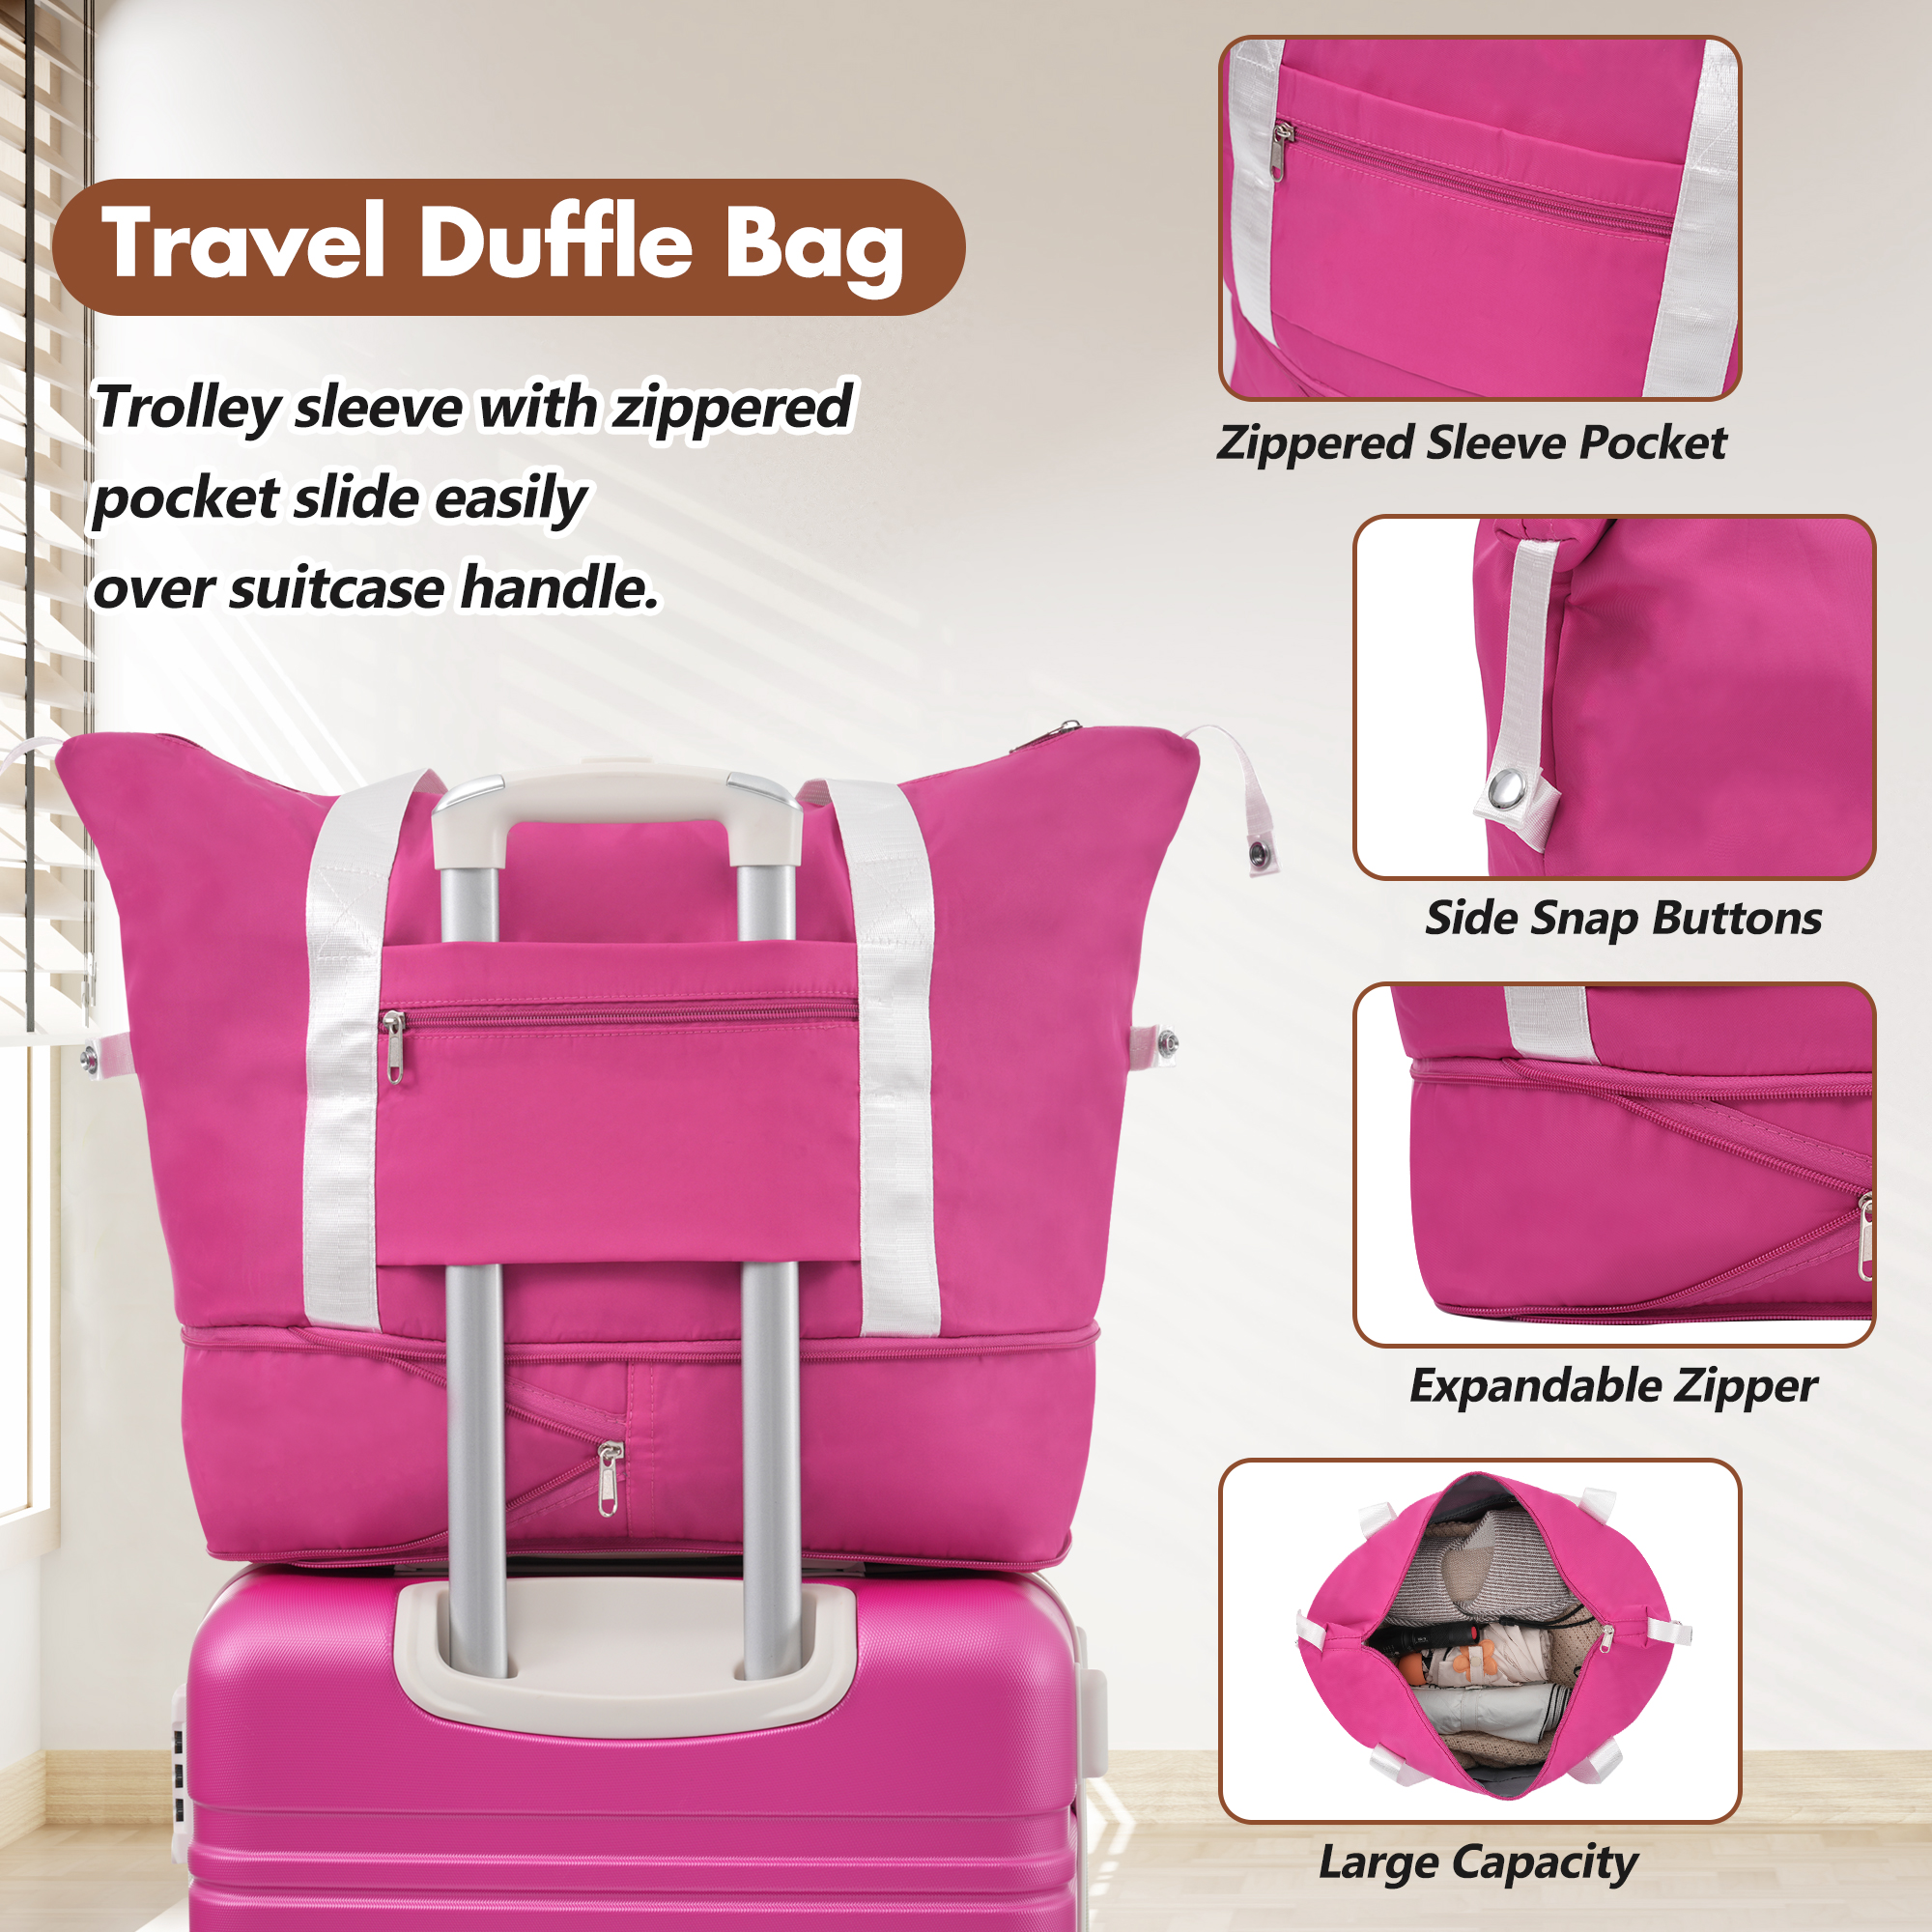 Travel Duffle Bag
Trolley sleeve with zippered
pocket slide easily
over suitcase handle.
Zippered Sleeve Pocket
Side Snap Buttons
Expandable Zipper
Large Capacity